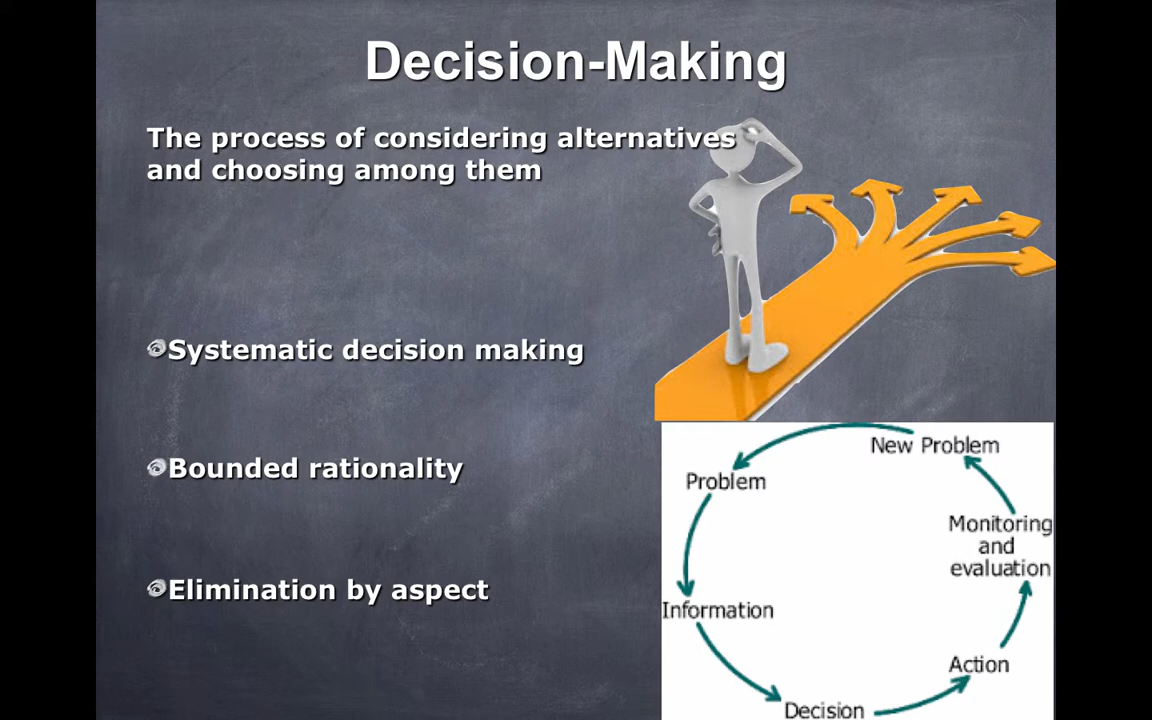 Decision-Making
The process of considering alternatives
and choosing among them
Systematic decision making
Bounded rationality
Elimination by aspect
New Problem
Problem
Monitoring
and
evaluation
Information
Action
Decision